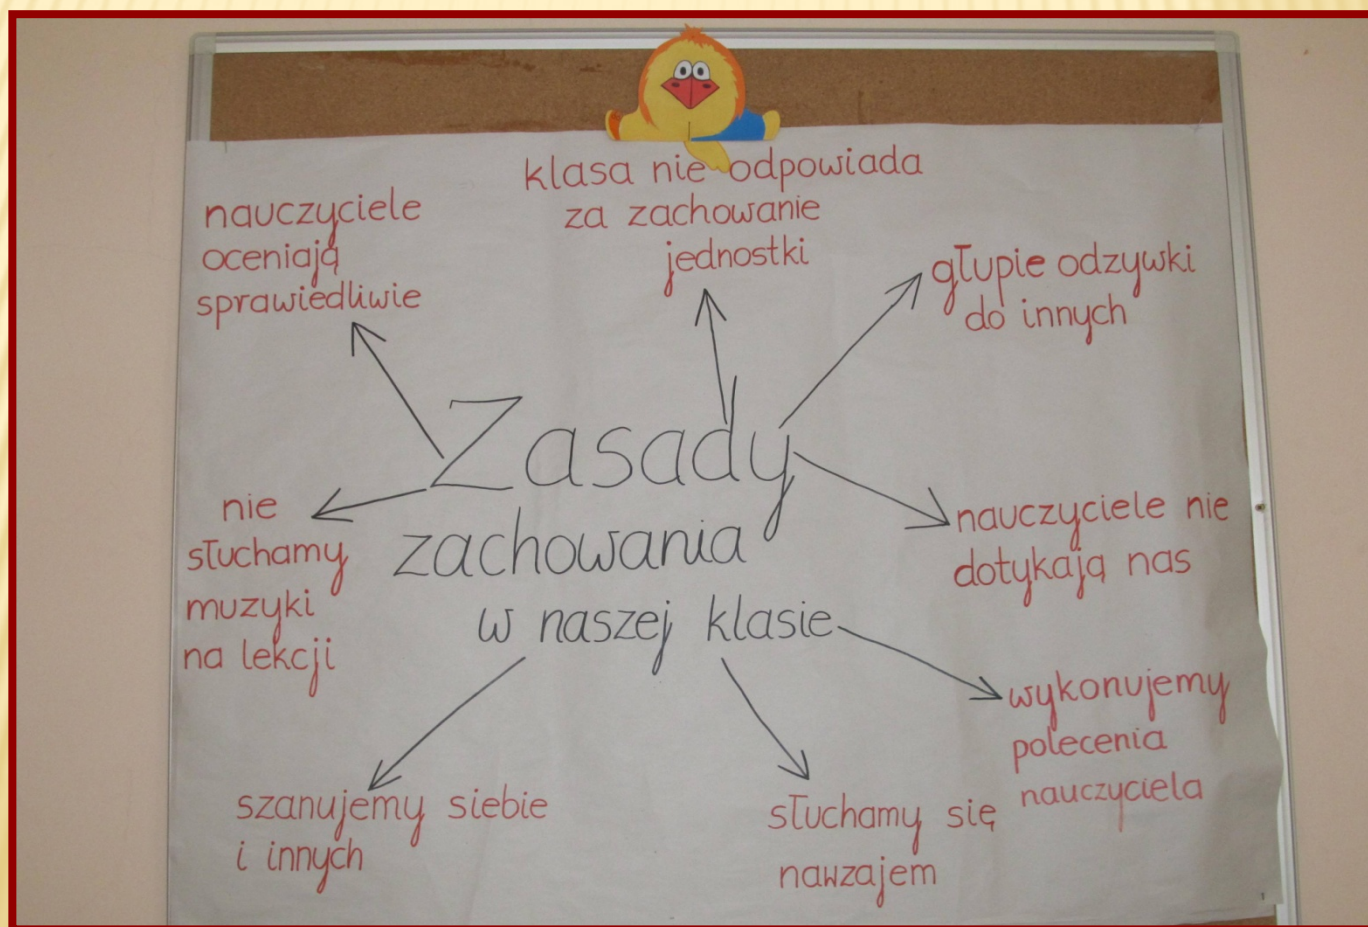 klasa nie odpowiada
za zachowanie
jednostki
nauczyciele
oceniają
sprawiedliwie
głupie odzywki
do innych
Zasady
zachowania
w naszej klasie
nie
słuchamy
muzyki
na lekcji
nauczyciele nie
dotykają nas
wykonujemy
polecenia
nauczyciela
szanujemy siebie
i innych
słuchamy się
nawzajem